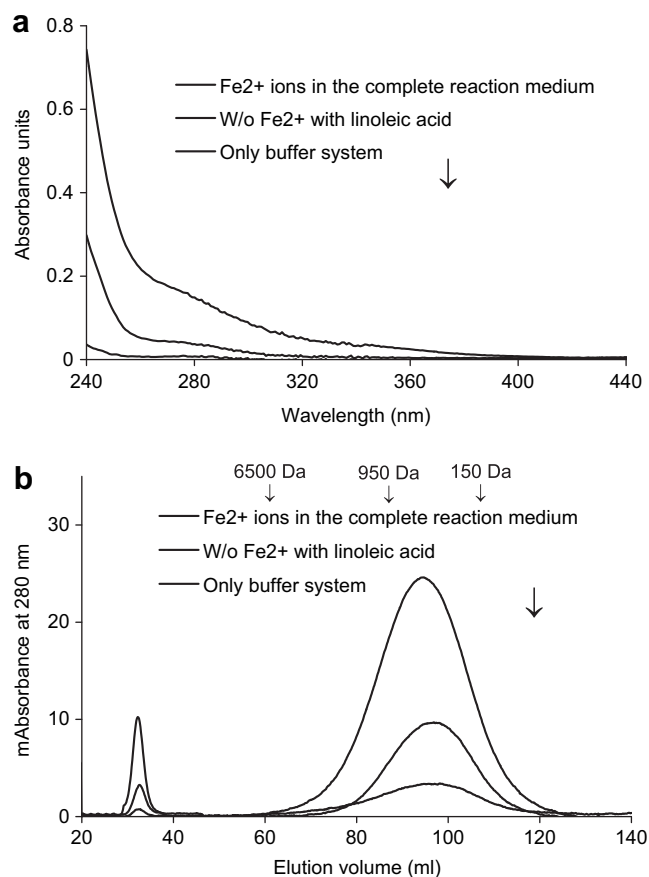 a
0.8
0.6
0.4
0.2
0
Absorbance units
Fe2+ ions in the complete reaction medium
W/o Fe2+ with linoleic acid
Only buffer system
↓
240 280 320 360 400 440
Wavelength (nm)
b
6500 Da 950 Da 150 Da
↓ ↓ ↓
30
20
10
0
mAbsorbance at 280 nm
Fe2+ ions in the complete reaction medium
W/o Fe2+ with linoleic acid
Only buffer system
↓
20 40 60 80 100 120 140
Elution volume (ml)